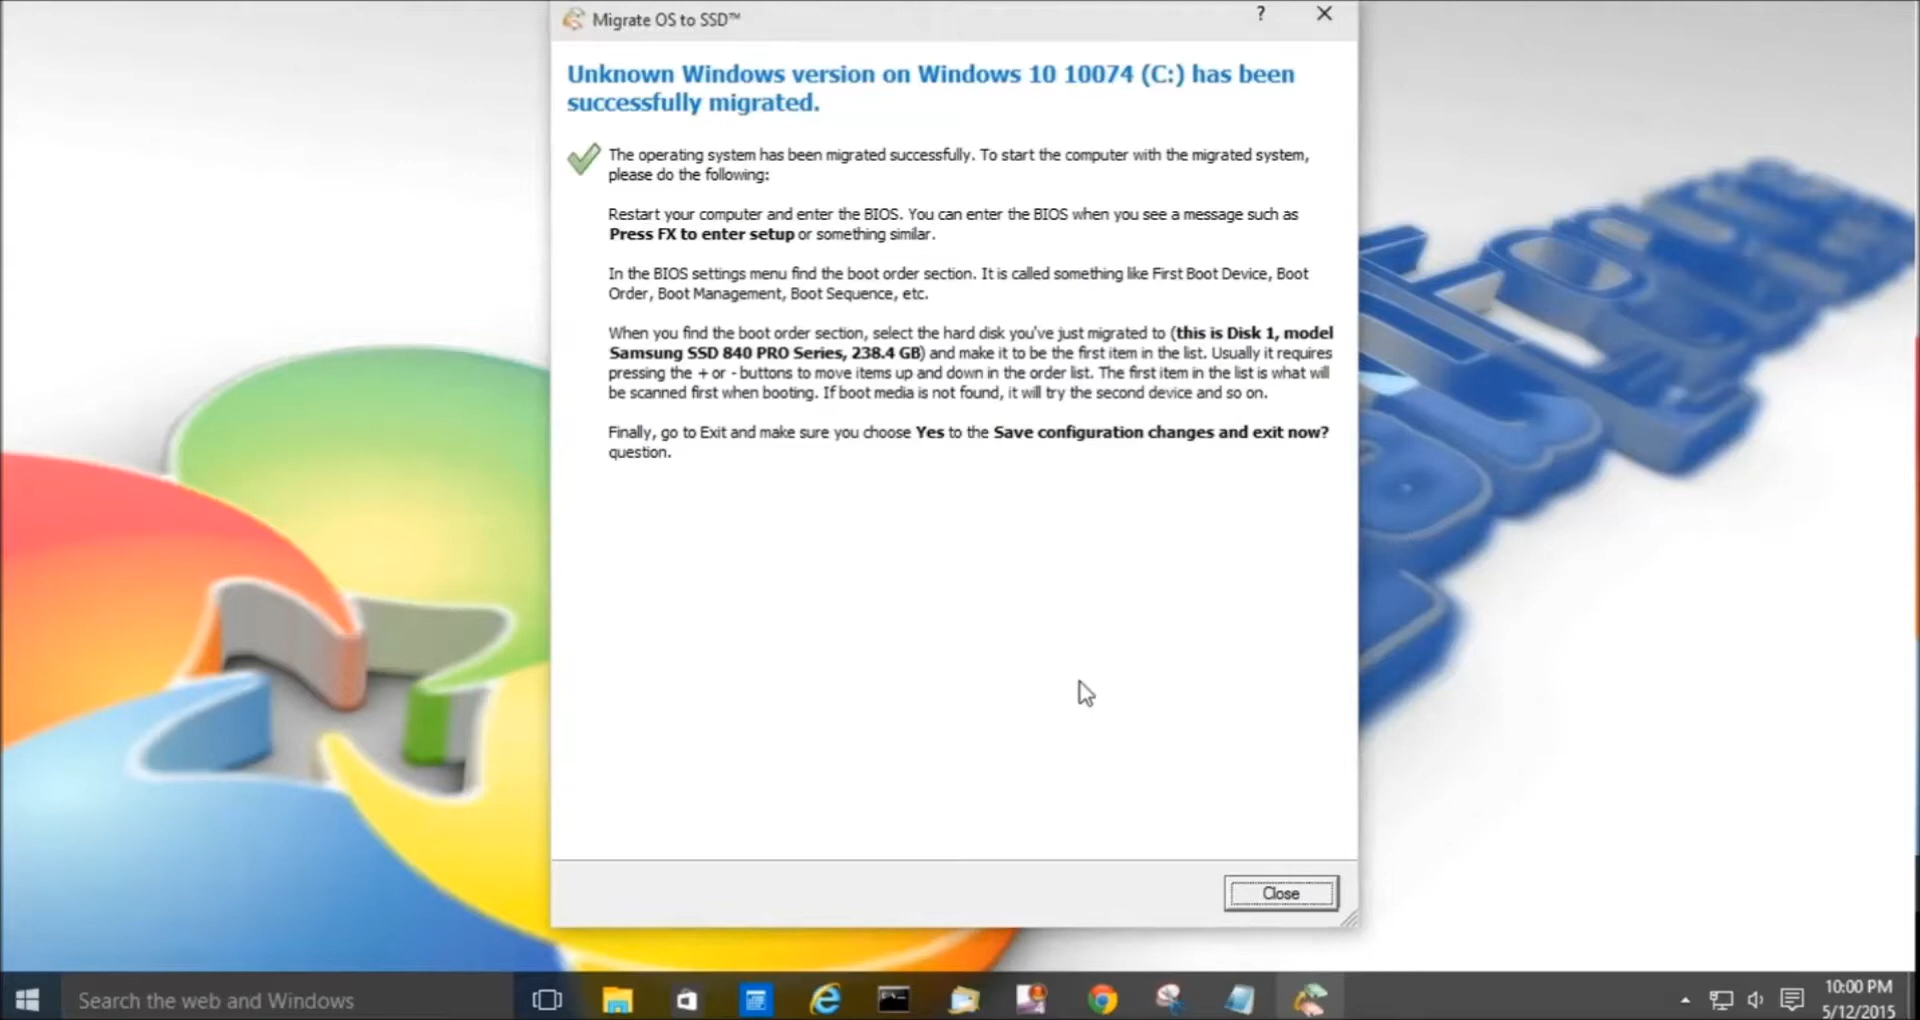 Migrate OS to SSD™
?
Unknown Windows version on Windows 10 10074 (C:) has been
successfully migrated.
The operating system has been migrated successfully. To start the computer with the migrated system,
please do the following:
Restart your computer and enter the BIOS. You can enter the BIOS when you see a message such as
Press FX to enter setup or something similar.
In the BIOS settings menu find the boot order section. It is called something like First Boot Device, Boot
Order, Boot Management, Boot Sequence, etc.
When you find the boot order section, select the hard disk you've just migrated to (this is Disk 1, model
Samsung SSD 840 PRO Series, 238.4 GB) and make it to be the first item in the list. Usually it requires
pressing the + or - buttons to move items up and down in the order list. The first item in the list is what will
be scanned first when booting. If boot media is not found, it will try the second device and so on.
Finally, go to Exit and make sure you choose Yes to the Save configuration changes and exit now?
question.
Close
Search the web and Windows
10:00 PM
5/12/2015